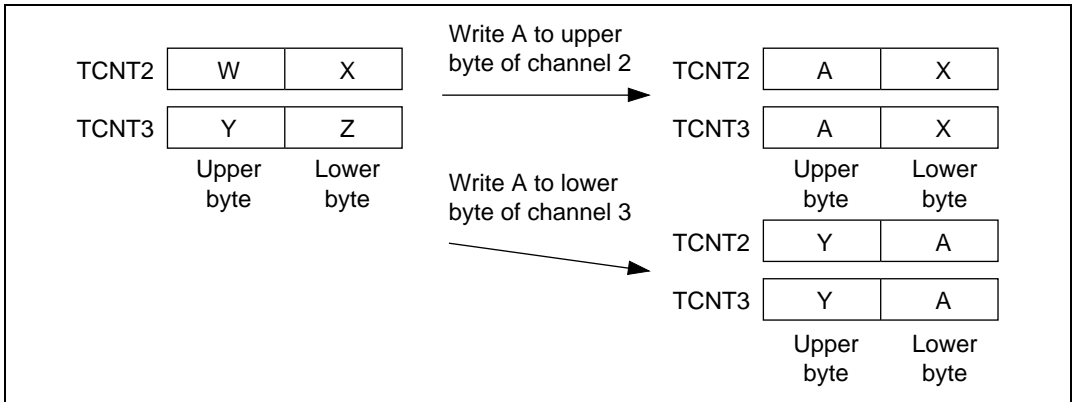 Write A to upper
byte of channel 2
TCNT2 W X
TCNT3 Y Z
Upper byte Lower byte
TCNT2 A X
TCNT3 A X
Upper byte Lower byte
Write A to lower
byte of channel 3
TCNT2 Y A
TCNT3 Y A
Upper byte Lower byte